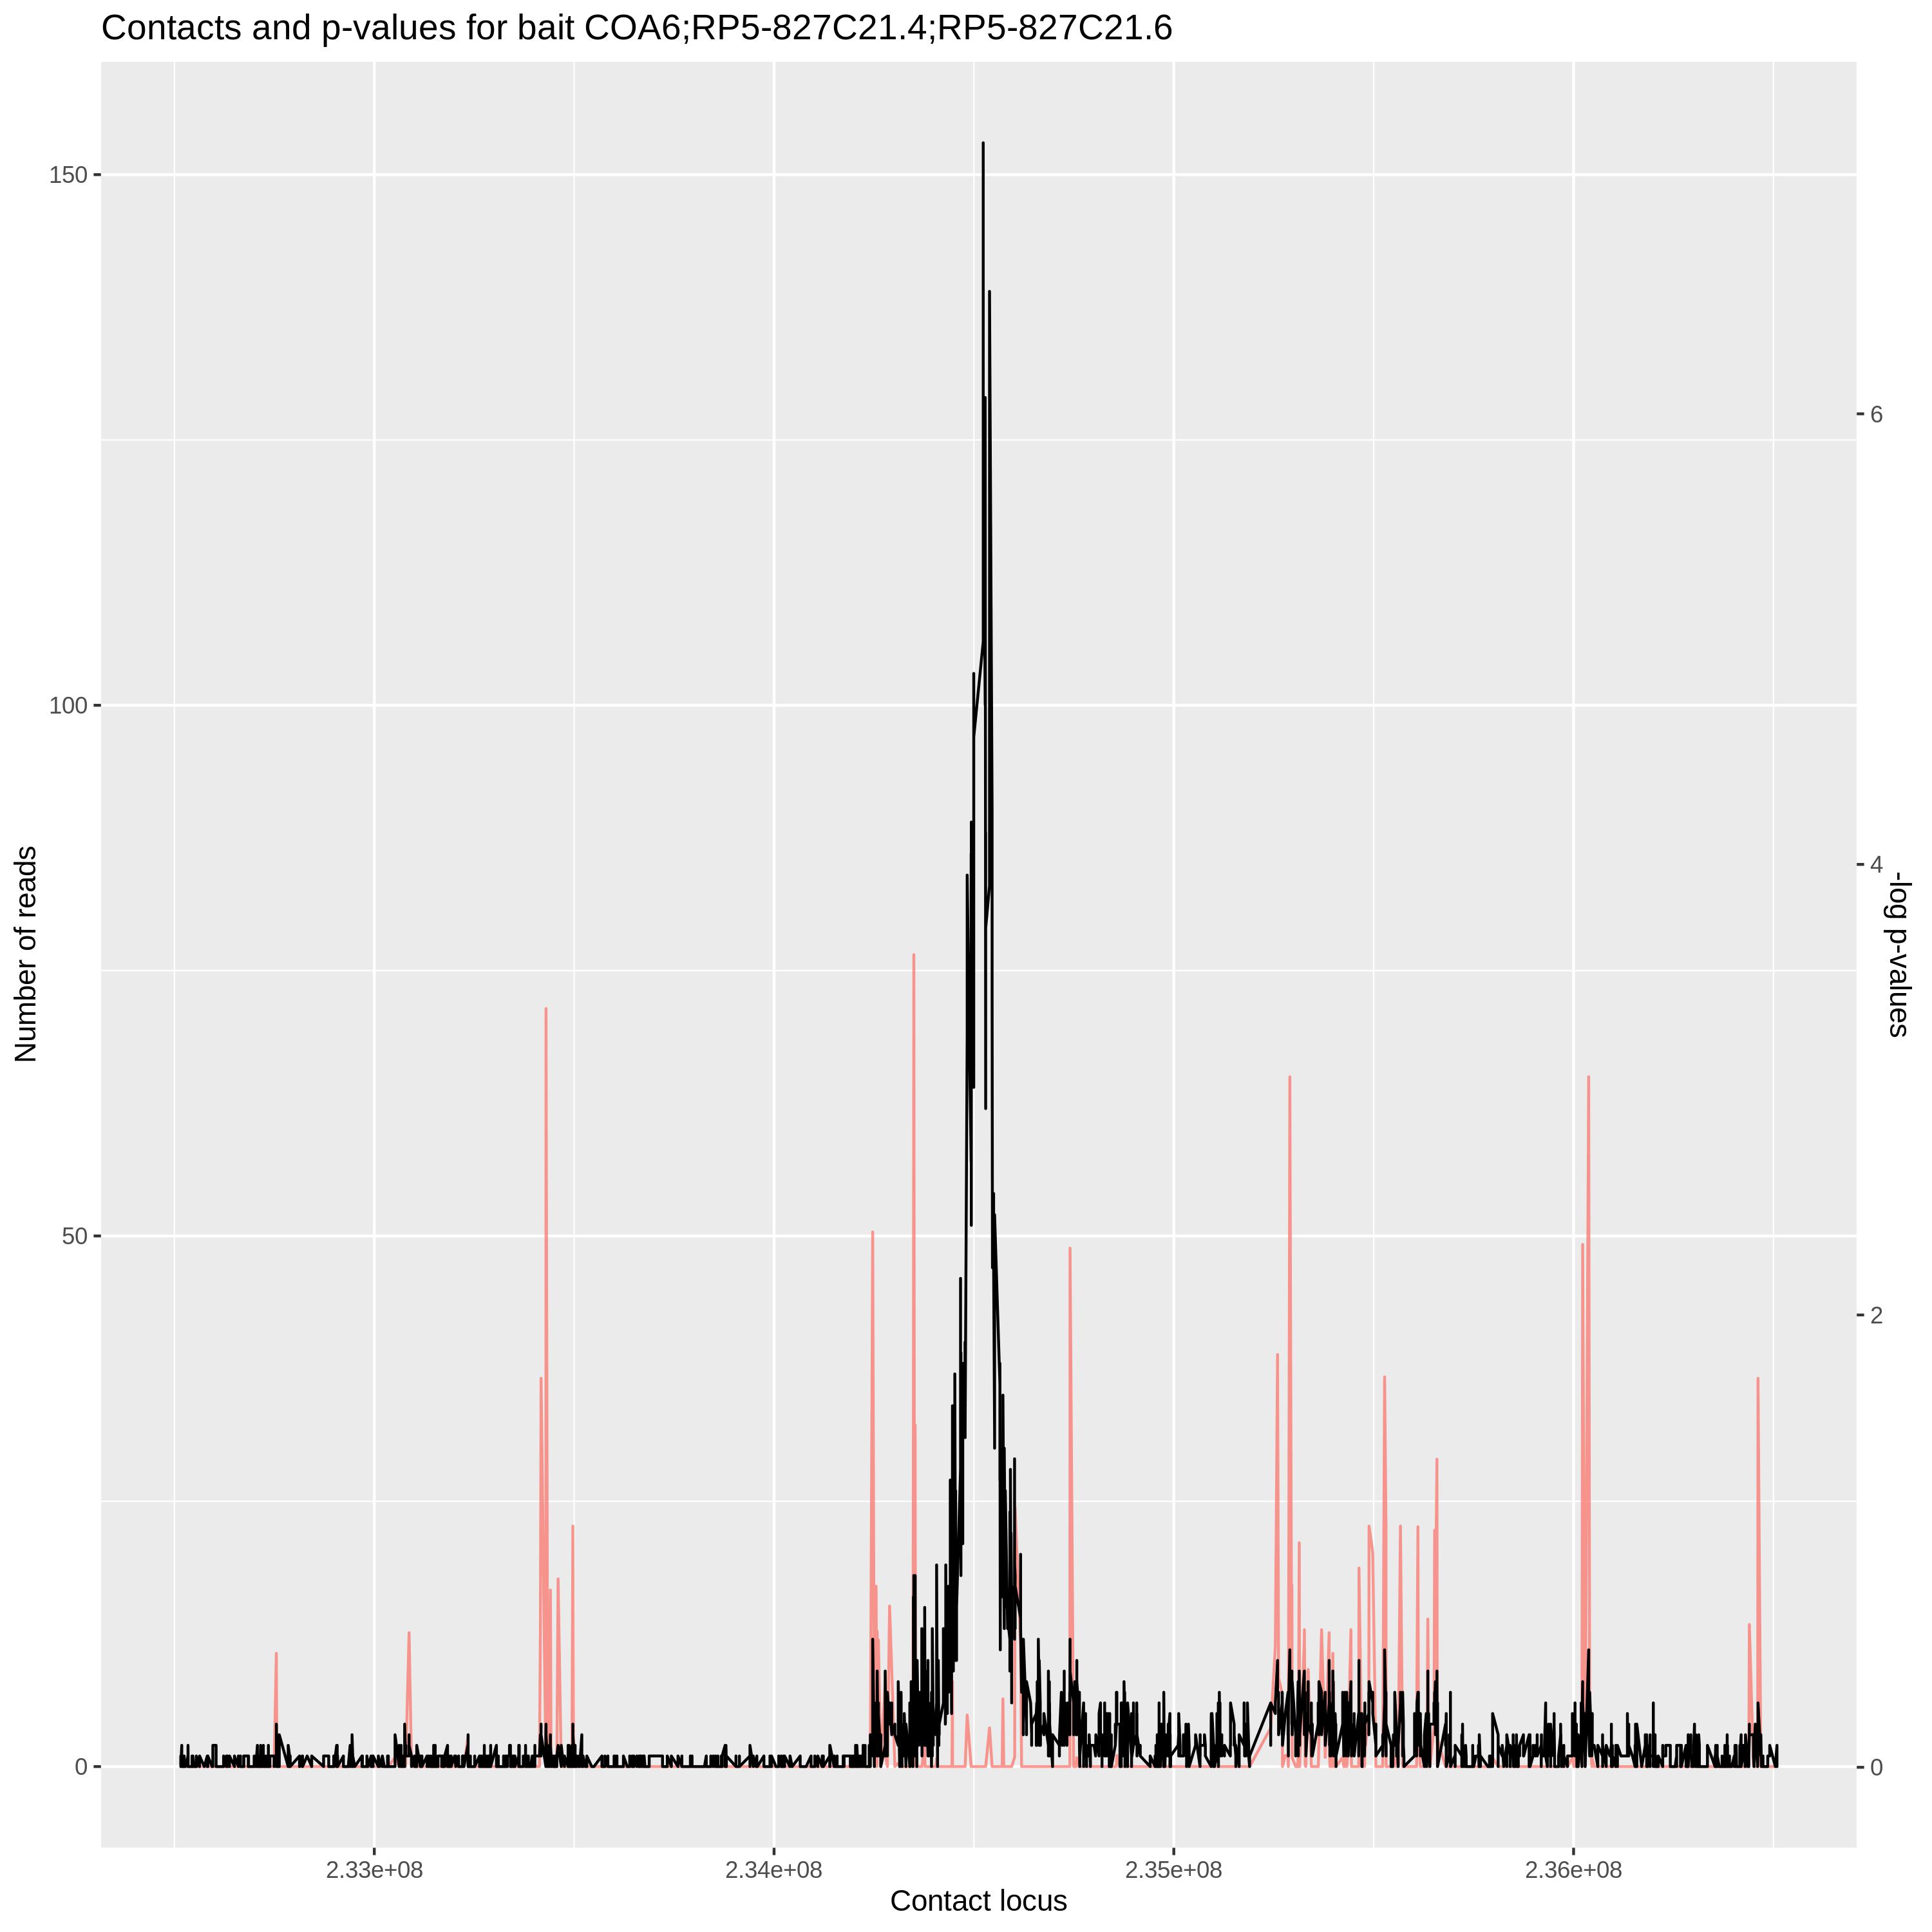 Contacts and p-values for bait COA6;RP5-827C21.4;RP5-827C21.6
150
100
50
0
Number of reads
6
4
2
0
-log p-values
2.33e+08
2.34e+08
2.35e+08
2.36e+08
Contact locus